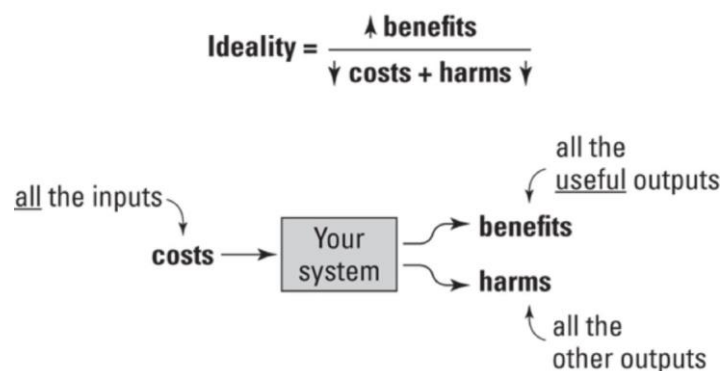 Ideality = benefits
costs + harms
all the
useful outputs
all the inputs
benefits
costs
Your
system
harms
all the
other outputs